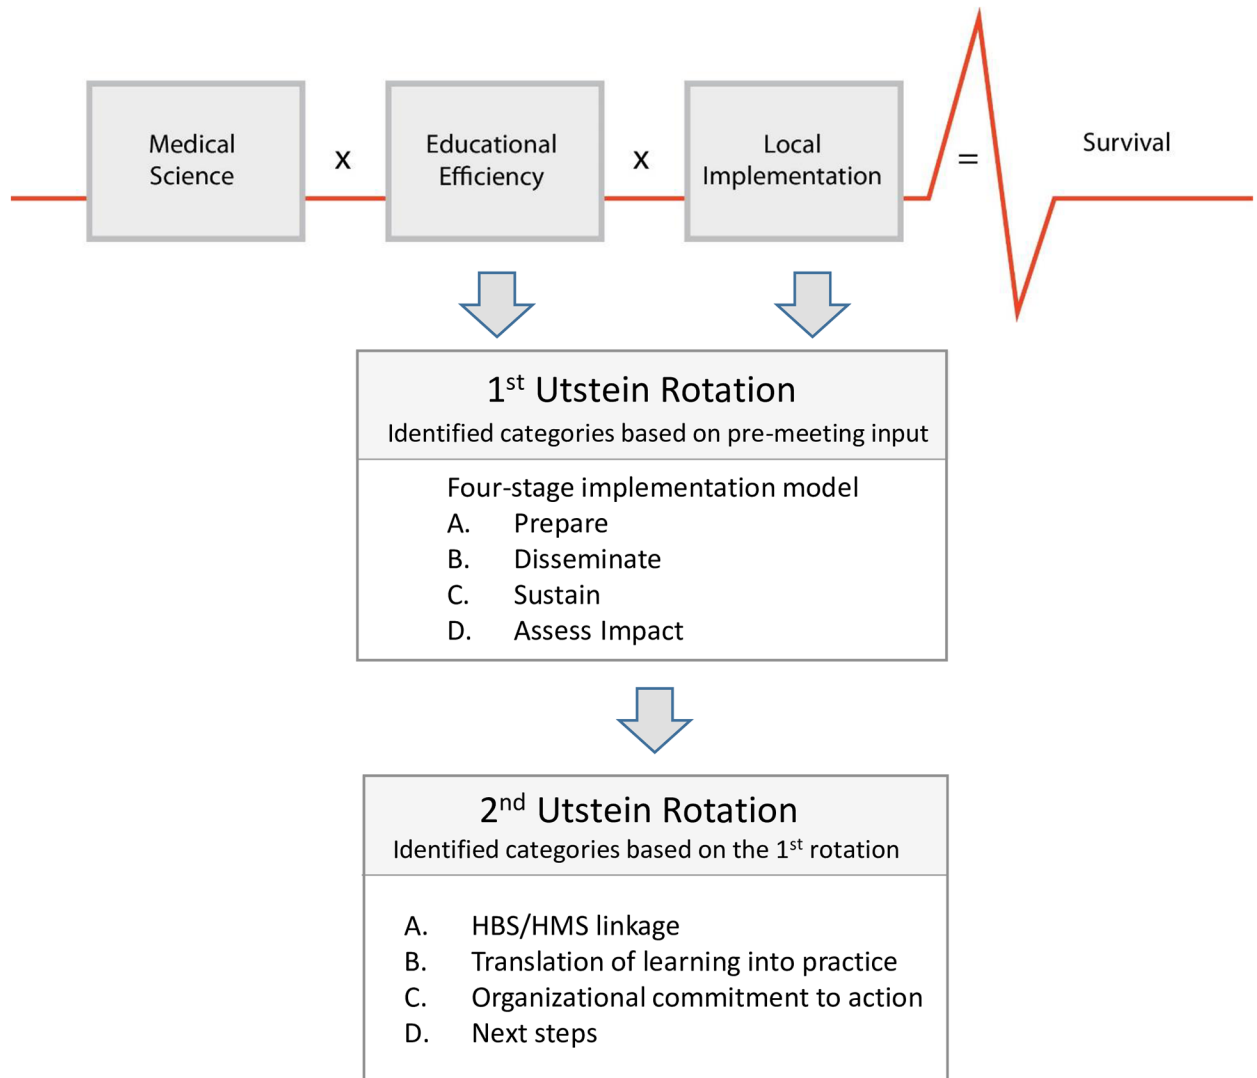 Medical
Science
x
Educational
Efficiency
x
Local
Implementation
=
Survival
1st Utstein Rotation
Identified categories based on pre-meeting input
Four-stage implementation model
A. Prepare
B. Disseminate
C. Sustain
D. Assess Impact
2nd Utstein Rotation
Identified categories based on the 1st rotation
A. HBS/HMS linkage
B. Translation of learning into practice
C. Organizational commitment to action
D. Next steps